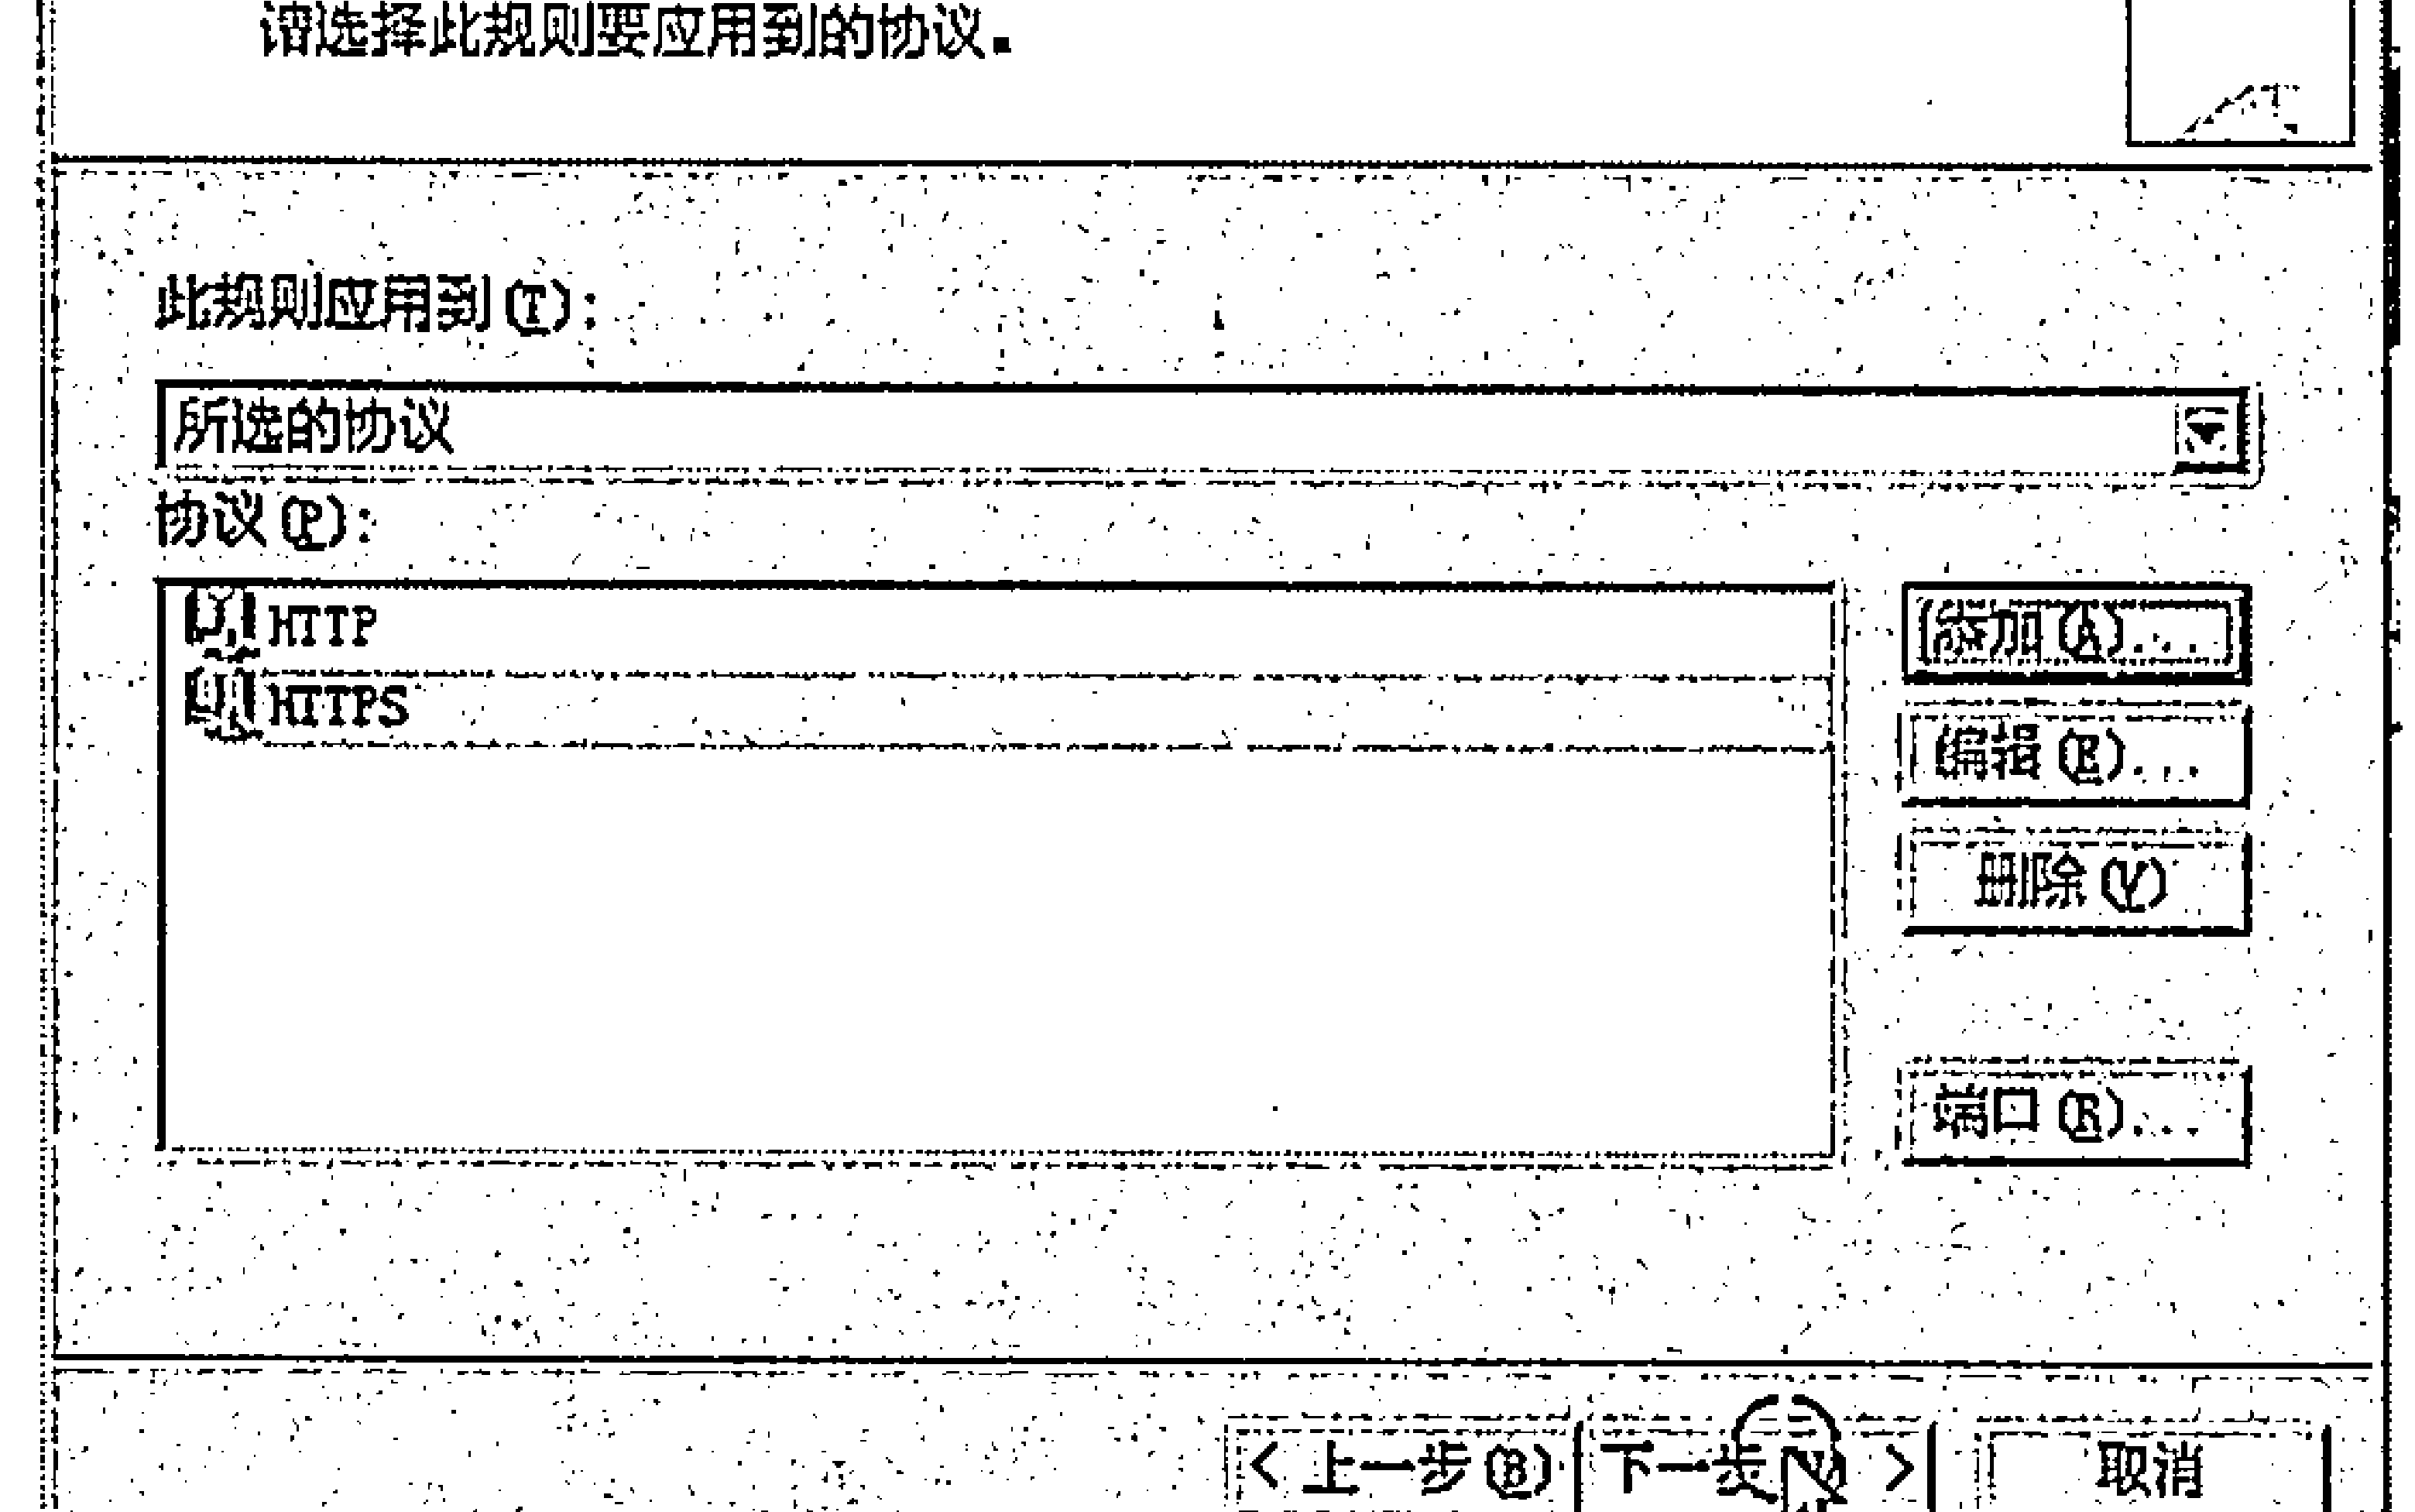 请选择此规则要应用到的协议。
此规则应用到(T):
所选的协议
协议(P):
HTTP
HTTPS
添加(A)...
编辑(E)...
删除(V)
端口(R)...
< 上一步(B)
下一步 >
取消